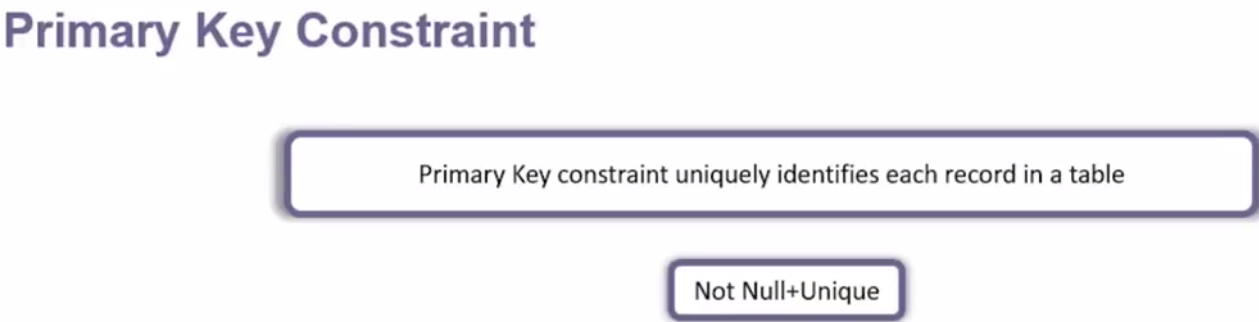 Primary Key Constraint
Primary Key constraint uniquely identifies each record in a table
Not Null+Unique